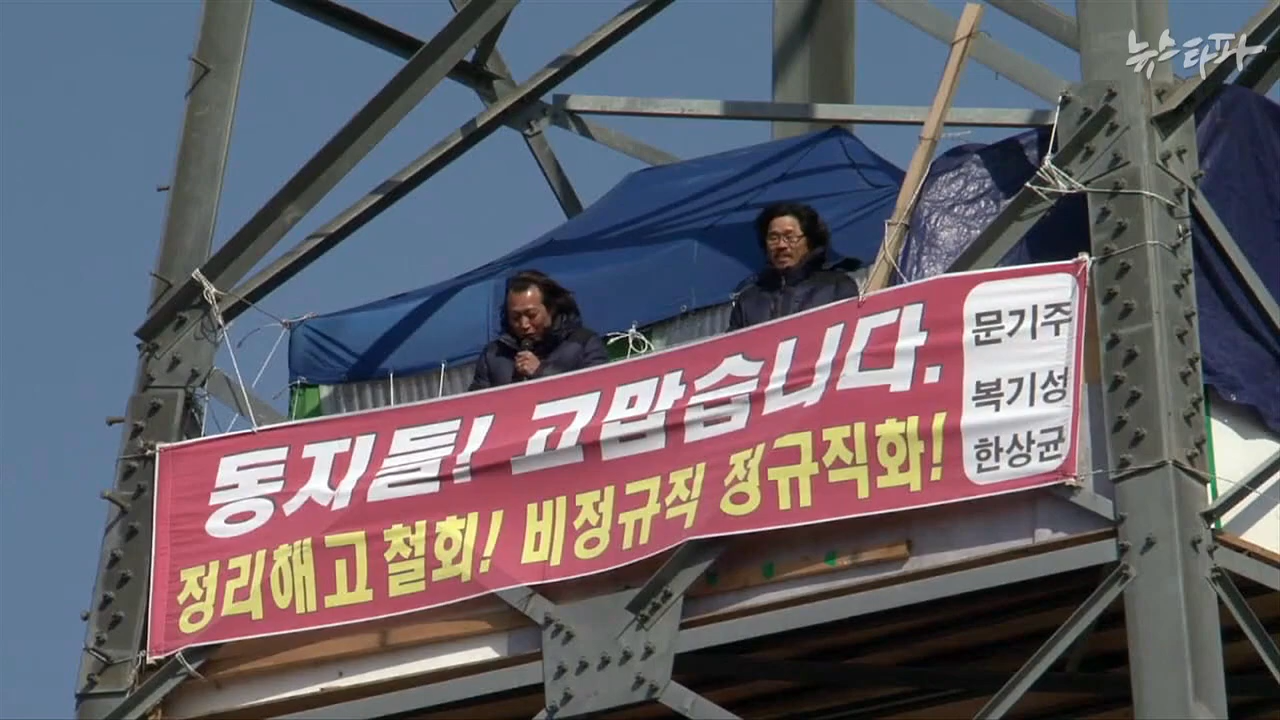 뉴스타파
동지들! 고맙습니다.
정리해고 철회! 비정규직 정규직화!
문기주
복기성
한상균